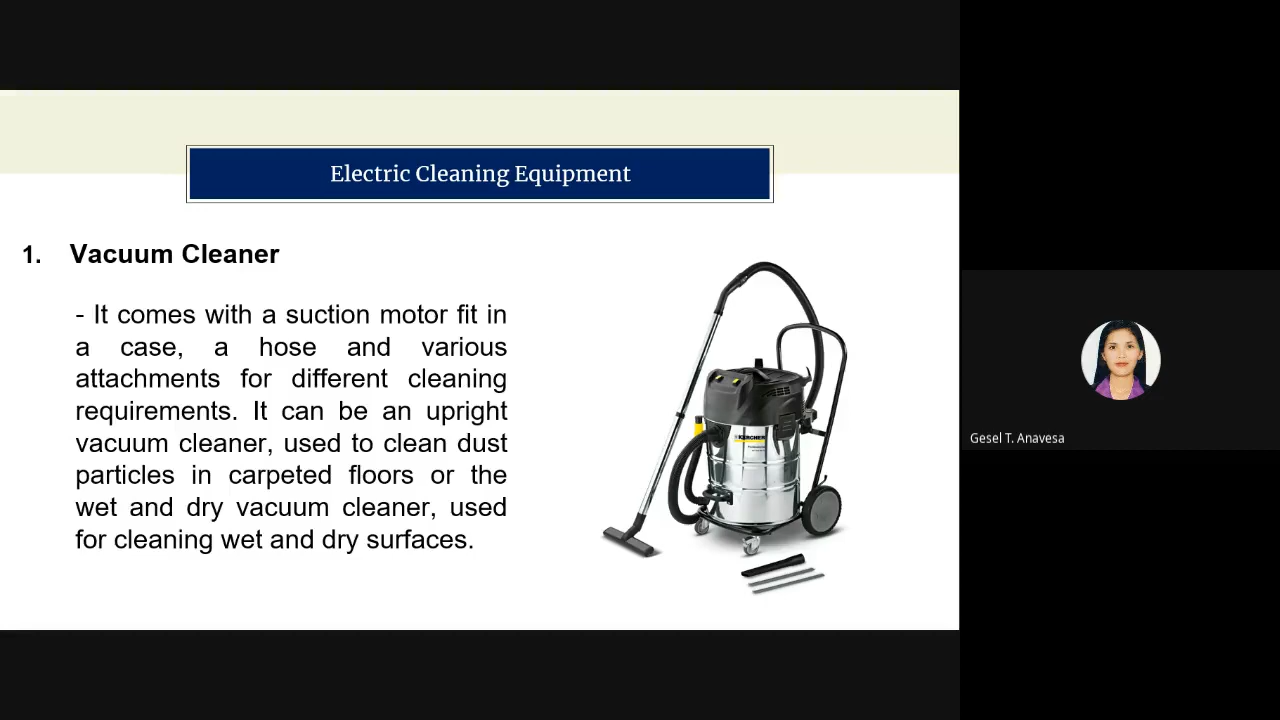 Electric Cleaning Equipment
1. Vacuum Cleaner
- It comes with a suction motor fit in
a case, a hose and various
attachments for different cleaning
requirements. It can be an upright
vacuum cleaner, used to clean dust
particles in carpeted floors or the
wet and dry vacuum cleaner, used
for cleaning wet and dry surfaces.
KÄRCHER
Gesel T. Anavesa